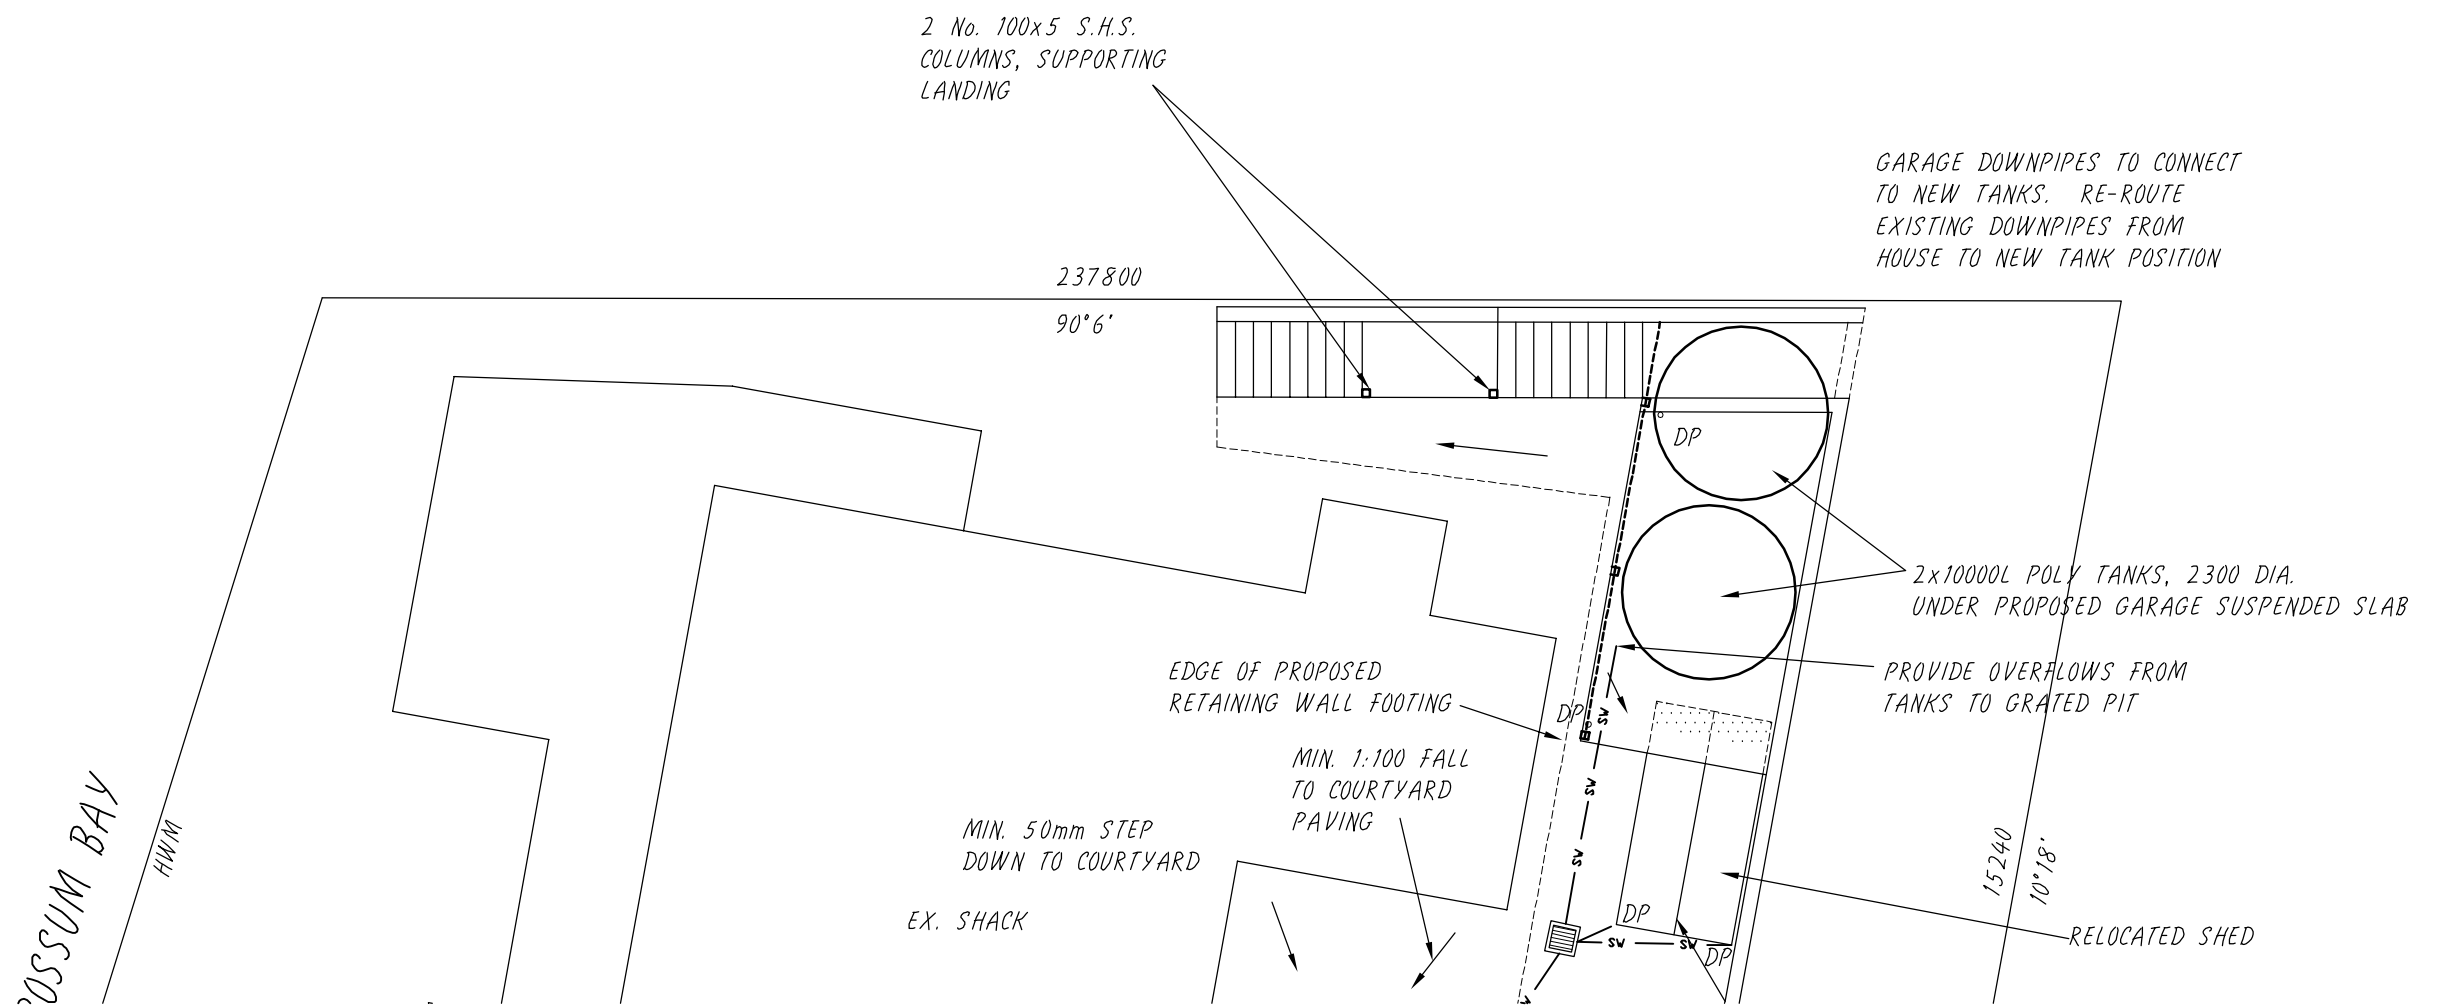 2 No. 100x5 S.H.S.
COLUMNS, SUPPORTING
LANDING
GARAGE DOWNPIPES TO CONNECT
TO NEW TANKS. RE-ROUTE
EXISTING DOWNPIPES FROM
HOUSE TO NEW TANK POSITION
237800
90°6'
DP
2x10000L POLY TANKS, 2300 DIA.
UNDER PROPOSED GARAGE SUSPENDED SLAB
EDGE OF PROPOSED
RETAINING WALL FOOTING
PROVIDE OVERFLOWS FROM
TANKS TO GRATED PIT
DP
SW
MIN. 1:100 FALL
TO COURTYARD
PAVING
SW
MIN. 50mm STEP
DOWN TO COURTYARD
SW
POSSUM BAY
HWM
15240
10°18'
EX. SHACK
DP
SW
SW
DP
RELOCATED SHED